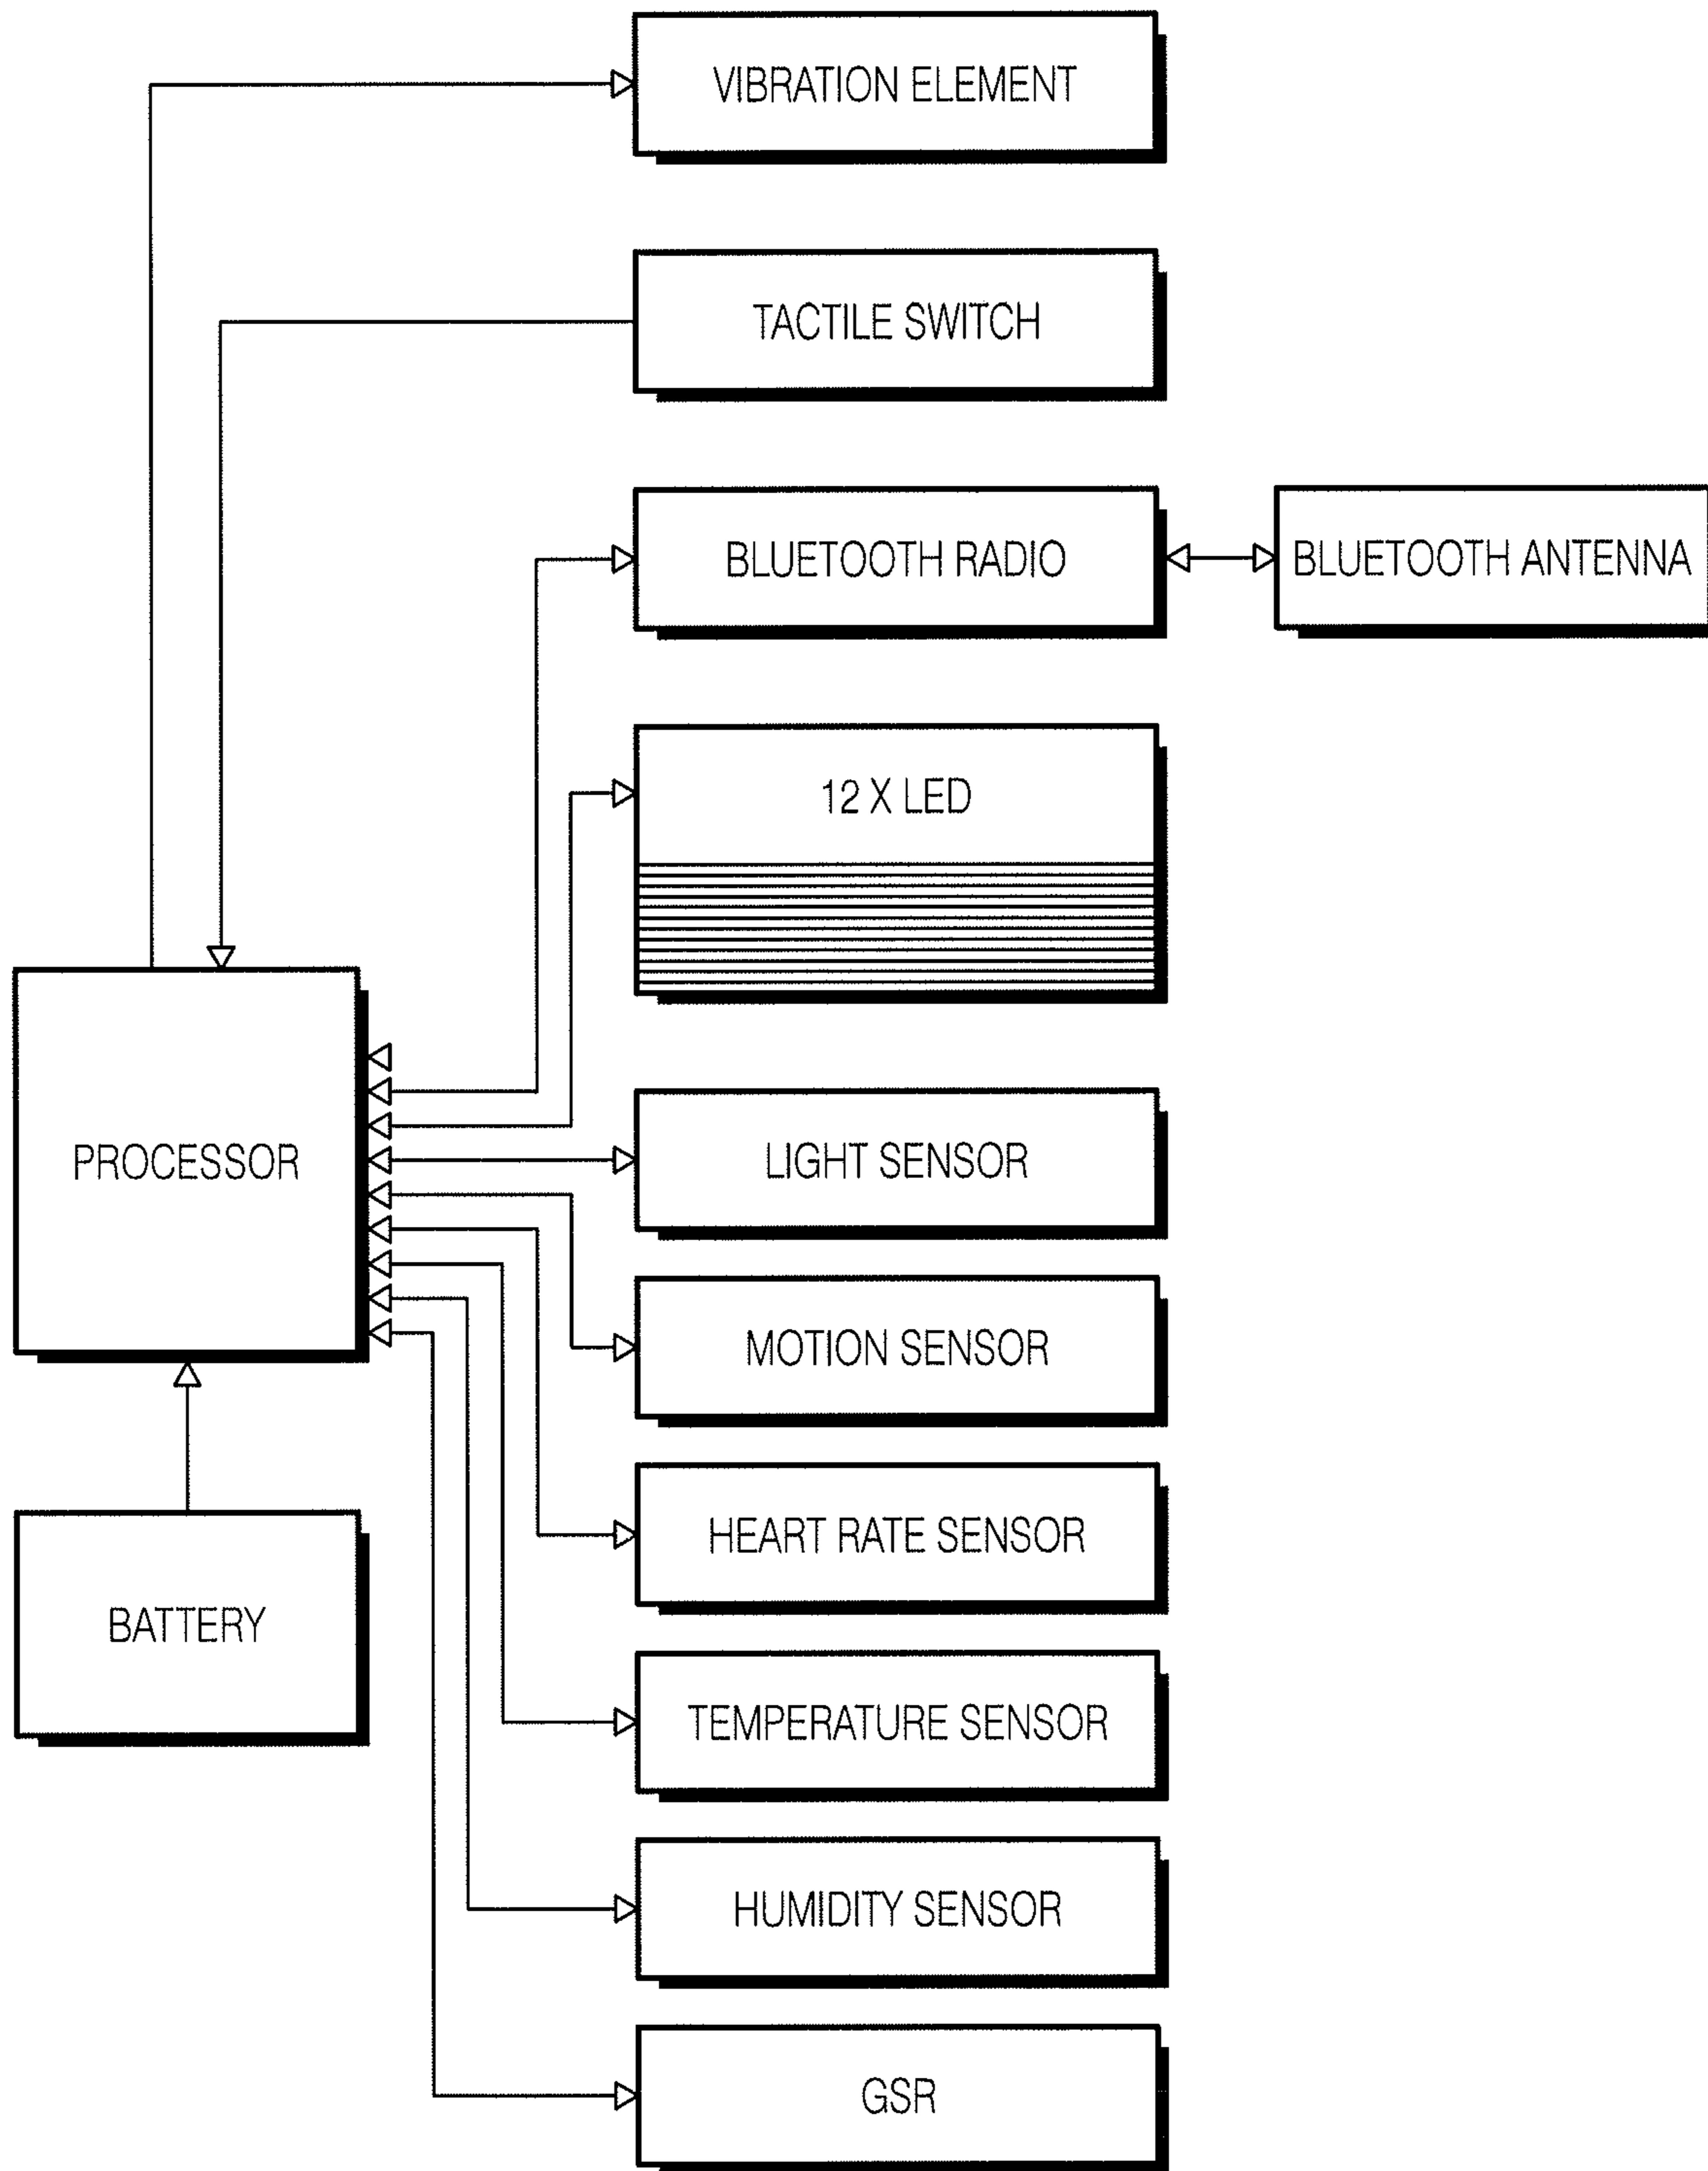 VIBRATION ELEMENT
TACTILE SWITCH
BLUETOOTH RADIO
BLUETOOTH ANTENNA
12 X LED
PROCESSOR
LIGHT SENSOR
MOTION SENSOR
HEART RATE SENSOR
BATTERY
TEMPERATURE SENSOR
HUMIDITY SENSOR
GSR